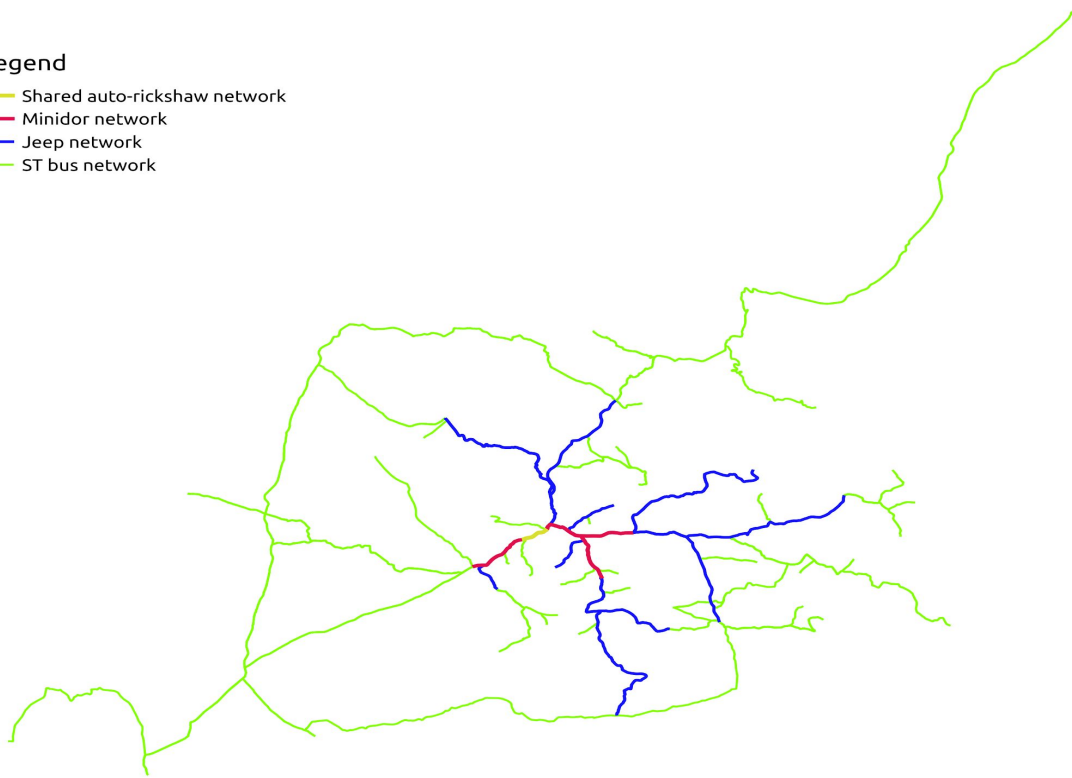 egend
Shared auto-rickshaw network
Minidor network
Jeep network
ST bus network